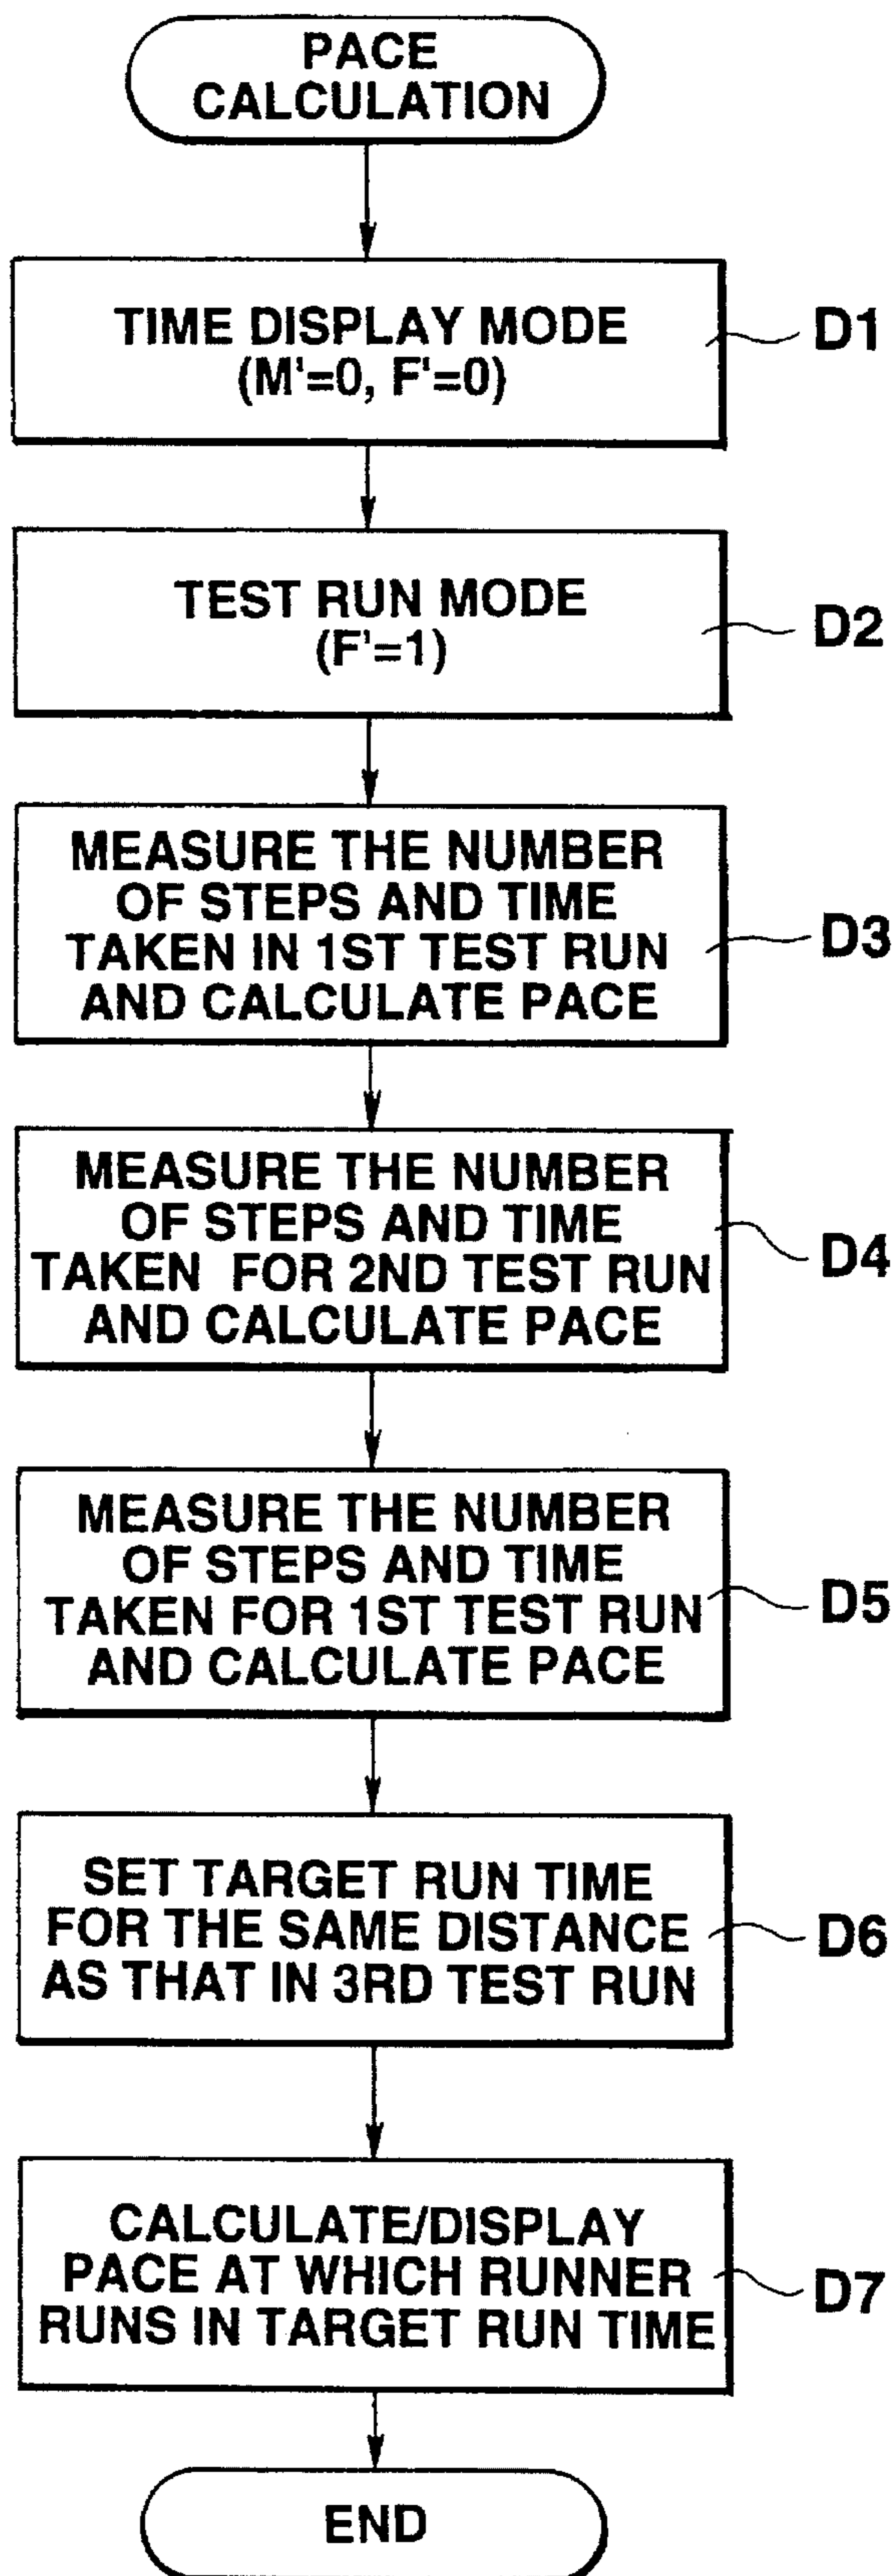 PACE
CALCULATION
TIME DISPLAY MODE
(M'=0, F'=0)
D1
TEST RUN MODE
(F'=1)
D2
MEASURE THE NUMBER
OF STEPS AND TIME
TAKEN IN 1ST TEST RUN
AND CALCULATE PACE
D3
MEASURE THE NUMBER
OF STEPS AND TIME
TAKEN FOR 2ND TEST RUN
AND CALCULATE PACE
D4
MEASURE THE NUMBER
OF STEPS AND TIME
TAKEN FOR 1ST TEST RUN
AND CALCULATE PACE
D5
SET TARGET RUN TIME
FOR THE SAME DISTANCE
AS THAT IN 3RD TEST RUN
D6
CALCULATE/DISPLAY
PACE AT WHICH RUNNER
RUNS IN TARGET RUN TIME
D7
END